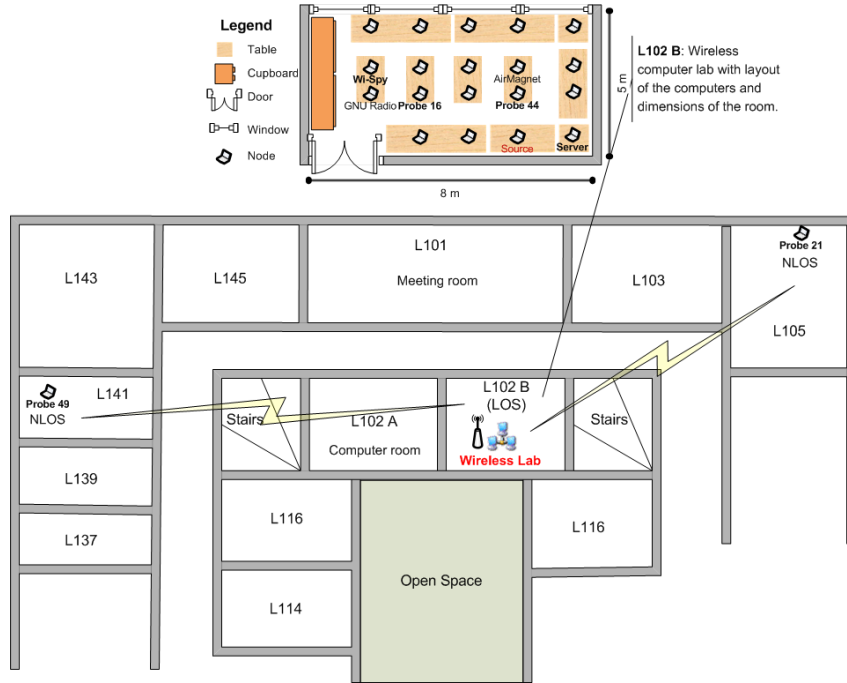 Legend
Table
Cupboard
Door
Window
Node
Wi-Spy
AirMagnet
GNU Radio
Probe 16
Probe 44
Source
Server
5 m
8 m
L102 B: Wireless
computer lab with layout
of the computers and
dimensions of the room.
L143
L145
L101
Meeting room
L103
Probe 21
NLOS
L105
Probe 49
NLOS
L141
Stairs
L102 A
Computer room
L102 B
(LOS)
Wireless Lab
Stairs
L139
L137
L116
L116
L114
Open Space